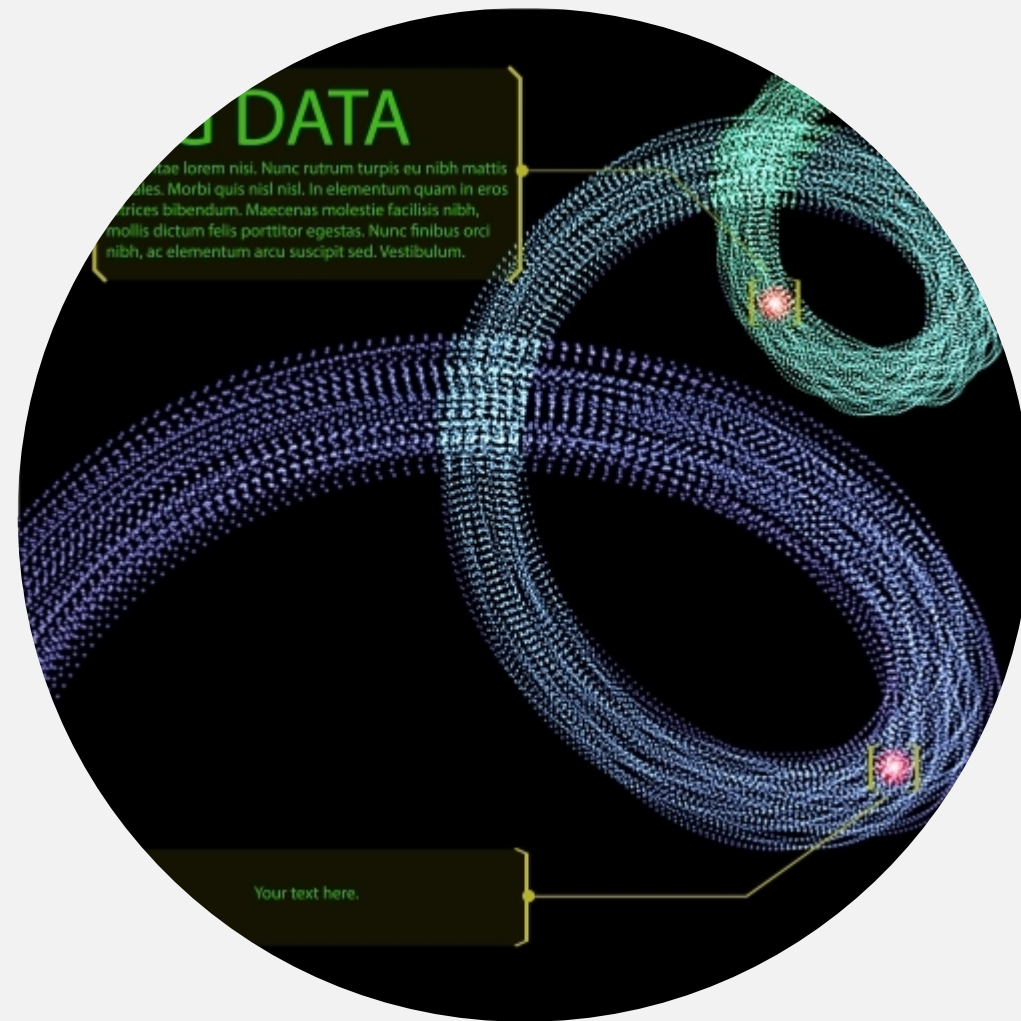 DATA
lorem nisi. Nunc rutrum turpis eu nibh mattis
Morbi quis nisl nisl. In elementum quam in eros
bibendum. Maecenas molestie facilisis nibh,
mollis dictum felis porttitor egestas. Nunc finibus orci
nibh, ac elementum arcu suscipit sed. Vestibulum.
Your text here.